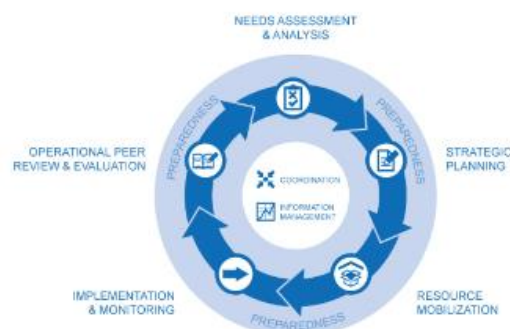 NEEDS ASSESSMENT
& ANALYSIS
PREPAREDNESS
PREPAREDNESS
OPERATIONAL PEER
REVIEW & EVALUATION
STRATEGIC
PLANNING
COORDINATION
INFORMATION
MANAGEMENT
IMPLEMENTATION
& MONITORING
RESOURCE
MOBILIZATION
PREPAREDNESS